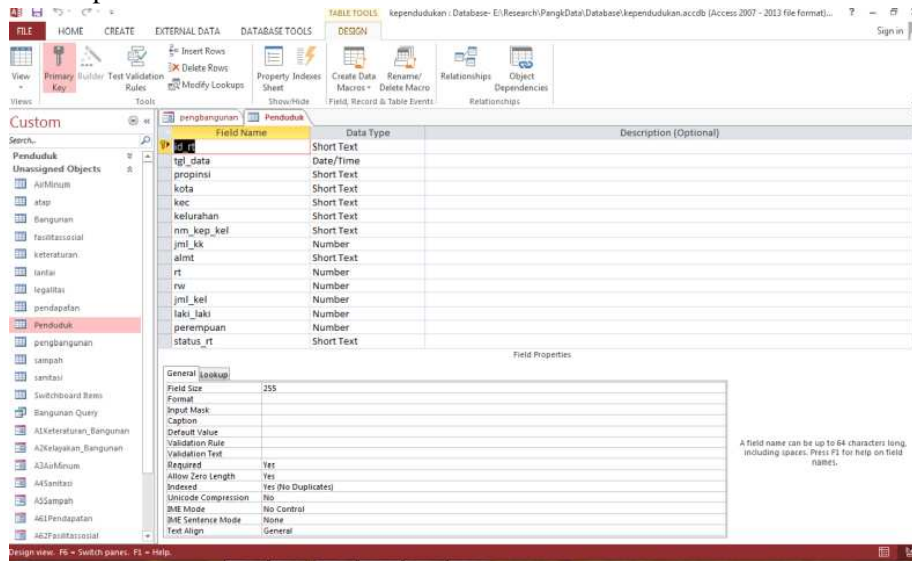 TABLE TOOLS kependudukan : Database- E:\Research\PangkData\Database\kependudukan.accdb (Access 2007 - 2013 file format)... ?
FILE HOME CREATE EXTERNAL DATA DATABASE TOOLS DESIGN Sign in
View
Primary Key
Builder
Test Validation Rules
Insert Rows
Delete Rows
Modify Lookups
Property Sheet
Indexes
Create Data Macros
Rename/ Delete Macro
Relationships
Object Dependencies
Views Tools Show/Hide Field, Record & Table Events Relationships
Custom
Search...
Penduduk
Unassigned Objects
AirMinum
atap
Bangunan
fasilitassosial
keteraturan
lantai
legalitas
pendapatan
Penduduk
pengbangunan
sampah
sanitasi
Switchboard Items
Bangunan Query
A1Keteraturan_Bangunan
A2Kelayakan_Bangunan
A3AirMinum
A4Sanitasi
A5Sampah
A61Pendapatan
A62Fasilitassosial
pengbangunan Penduduk
Field Name Data Type Description (Optional)
id_rt Short Text
tgl_data Date/Time
propinsi Short Text
kota Short Text
kec Short Text
kelurahan Short Text
nm_kep_kel Short Text
jml_kk Number
almt Short Text
rt Number
rw Number
jml_kel Number
laki_laki Number
perempuan Number
status_rt Short Text
Field Properties
General Lookup
Field Size 255
Format
Input Mask
Caption
Default Value
Validation Rule
Validation Text
Required Yes
Allow Zero Length Yes
Indexed Yes (No Duplicates)
Unicode Compression No
IME Mode No Control
IME Sentence Mode None
Text Align General
A field name can be up to 64 characters long,
including spaces. Press F1 for help on field
names.
Design view. F6 = Switch panes. F1 = Help.